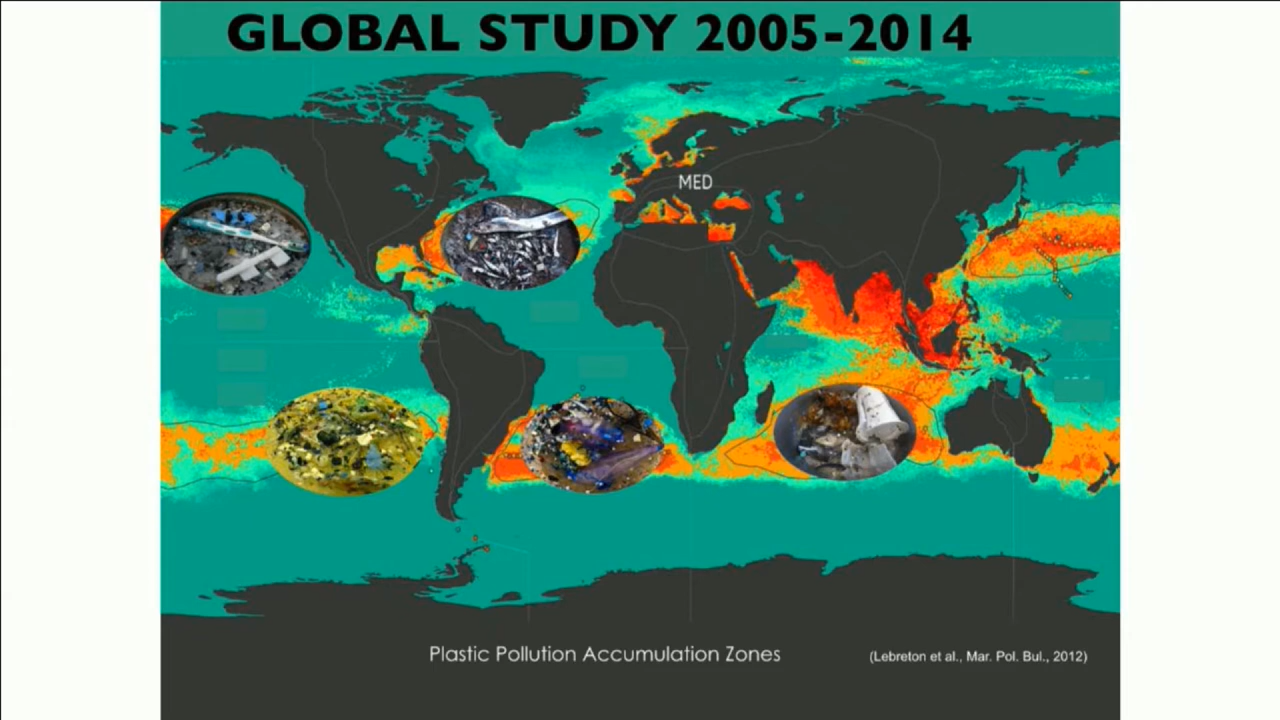 GLOBAL STUDY 2005-2014
MED
Plastic Pollution Accumulation Zones
(Lebreton et al., Mar. Pol. Bul., 2012)